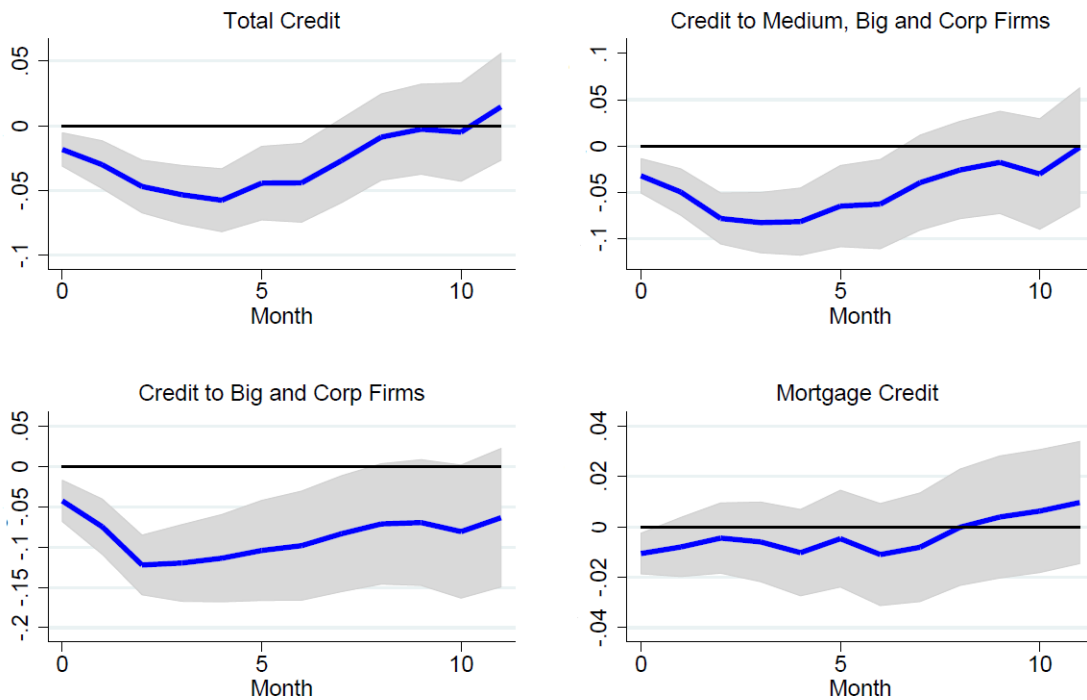 Total Credit
.05
0
-.05
-.1
0 5 10
Month
Credit to Medium, Big and Corp Firms
.1
.05
0
-.05
-.1
0 5 10
Month
Credit to Big and Corp Firms
.05
0
-.05
-.1
-.15
-.2
0 5 10
Month
Mortgage Credit
.04
.02
0
-.02
-.04
0 5 10
Month